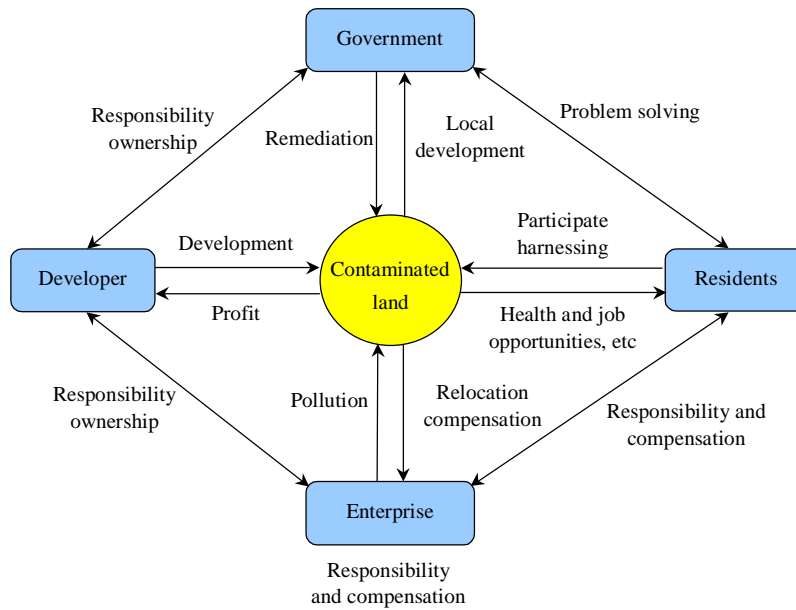 Government
Responsibility
ownership
Remediation
Local
development
Problem solving
Developer
Development
Profit
Contaminated
land
Participate
harnessing
Residents
Health and job
opportunities, etc
Responsibility
ownership
Pollution
Relocation
compensation
Responsibility and
compensation
Enterprise
Responsibility
and compensation